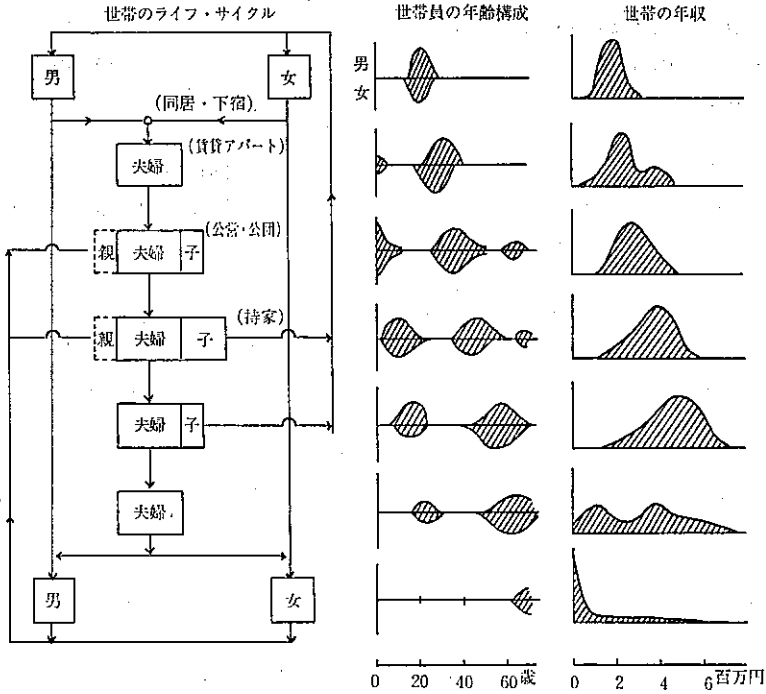 世帯のライフ・サイクル
世帯員の年齢構成
世帯の年収
男
女
(同居・下宿)
夫婦
(賃貸アパート)
親 夫婦 子
(公営・公団)
親 夫婦 子
(持家)
夫婦 子
夫婦
男
女
男
女
0 20 40 60 歳
0 2 4 6 百万円